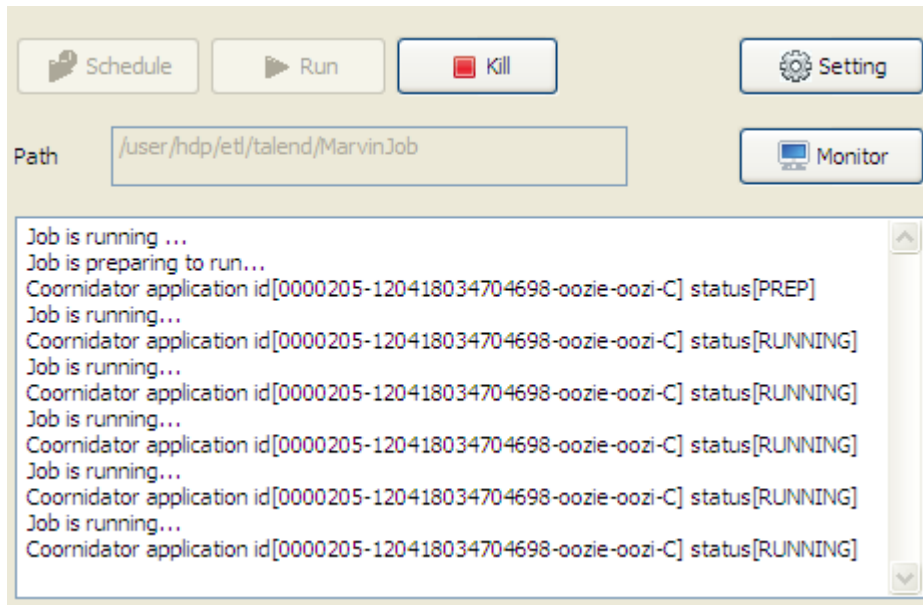 Schedule Run Kill Setting
Path /user/hdp/etl/talend/MarvinJob Monitor
Job is running ...
Job is preparing to run...
Coornidator application id[0000205-120418034704698-oozie-oozi-C] status[PREP]
Job is running...
Coornidator application id[0000205-120418034704698-oozie-oozi-C] status[RUNNING]
Job is running...
Coornidator application id[0000205-120418034704698-oozie-oozi-C] status[RUNNING]
Job is running...
Coornidator application id[0000205-120418034704698-oozie-oozi-C] status[RUNNING]
Job is running...
Coornidator application id[0000205-120418034704698-oozie-oozi-C] status[RUNNING]
Job is running...
Coornidator application id[0000205-120418034704698-oozie-oozi-C] status[RUNNING]